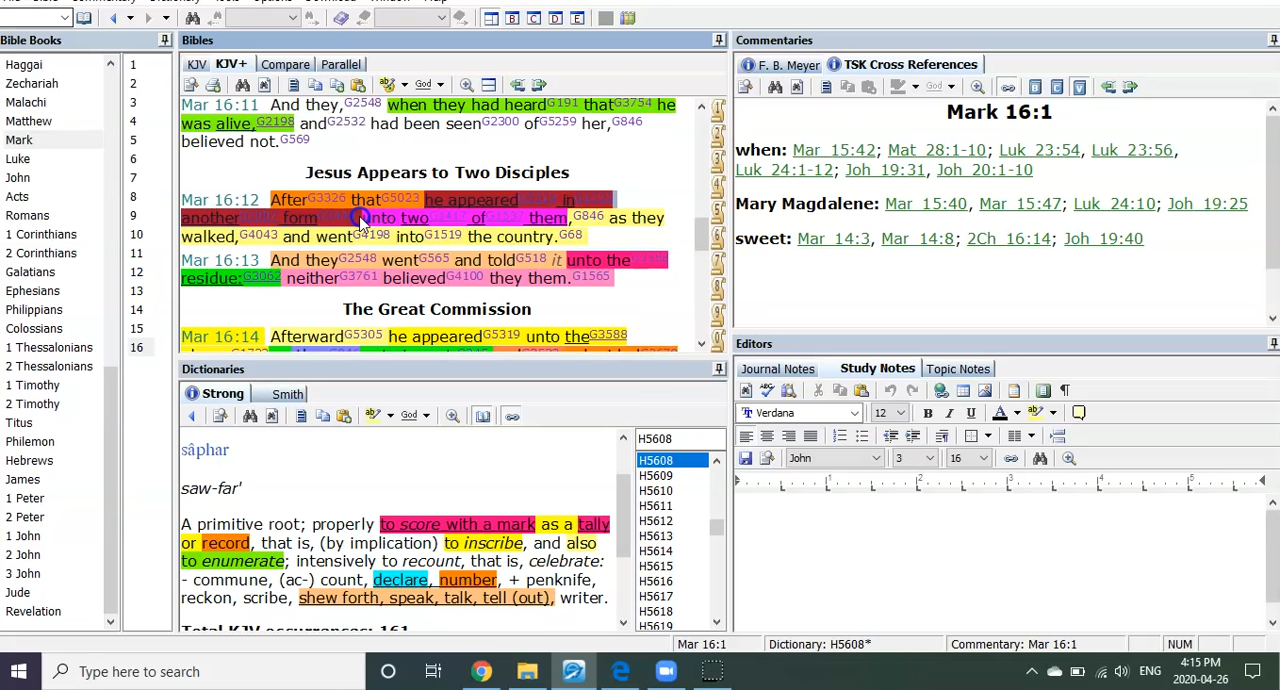 Bible Books
Haggai
Zechariah
Malachi
Matthew
Mark
Luke
John
Acts
Romans
1 Corinthians
2 Corinthians
Galatians
Ephesians
Philippians
Colossians
1 Thessalonians
2 Thessalonians
1 Timothy
2 Timothy
Titus
Philemon
Hebrews
James
1 Peter
2 Peter
1 John
2 John
3 John
Jude
Revelation
1
2
3
4
5
6
7
8
9
10
11
12
13
14
15
16
Bibles
KJV KJV+ Compare Parallel
Mar 16:11 And they,G2548 when they had heardG191 thatG3754 he
was alive,G2198 andG2532 had been seenG2300 ofG5259 her,G846
believed not.G569
Jesus Appears to Two Disciples
Mar 16:12 AfterG3326 thatG5023 he appeared in
another form unto twoG1417 ofG1537 them,G846 as they
walked,G4043 and wentG4198 intoG1519 the country.G68
Mar 16:13 And theyG2548 wentG565 and toldG518 it unto the
residue:G3062 neitherG3761 believedG4100 they them.G1565
The Great Commission
Mar 16:14 AfterwardG5305 he appearedG5319 unto theG3588
Dictionaries
Strong Smith
sâphar
saw-far'
A primitive root; properly to score with a mark as a tally
or record, that is, (by implication) to inscribe, and also
to enumerate; intensively to recount, that is, celebrate:
- commune, (ac-) count, declare, number, + penknife,
reckon, scribe, shew forth, speak, talk, tell (out), writer.
Total KJV occurrences: 161
H5608
H5608
H5609
H5610
H5611
H5612
H5613
H5614
H5615
H5616
H5617
H5618
H5619
Commentaries
F. B. Meyer TSK Cross References
Mark 16:1
when: Mar 15:42; Mat 28:1-10; Luk 23:54, Luk 23:56,
Luk 24:1-12; Joh 19:31, Joh 20:1-10
Mary Magdalene: Mar 15:40, Mar 15:47; Luk 24:10; Joh 19:25
sweet: Mar 14:3, Mar 14:8; 2Ch 16:14; Joh 19:40
Editors
Journal Notes Study Notes Topic Notes
Verdana 12 B I U A
John 3 16
1 2 3 4 5
Mar 16:1 Dictionary: H5608* Commentary: Mar 16:1 NUM
Type here to search
ENG 4:15 PM
2020-04-26